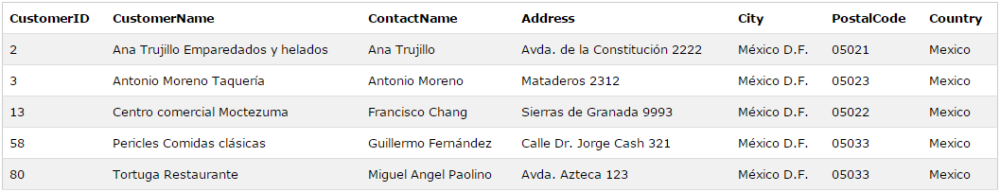 CustomerID CustomerName ContactName Address City PostalCode Country
2 Ana Trujillo Emparedados y helados Ana Trujillo Avda. de la Constitución 2222 México D.F. 05021 Mexico
3 Antonio Moreno Taquería Antonio Moreno Mataderos 2312 México D.F. 05023 Mexico
13 Centro comercial Moctezuma Francisco Chang Sierras de Granada 9993 México D.F. 05022 Mexico
58 Pericles Comidas clásicas Guillermo Fernández Calle Dr. Jorge Cash 321 México D.F. 05033 Mexico
80 Tortuga Restaurante Miguel Angel Paolino Avda. Azteca 123 México D.F. 05033 Mexico